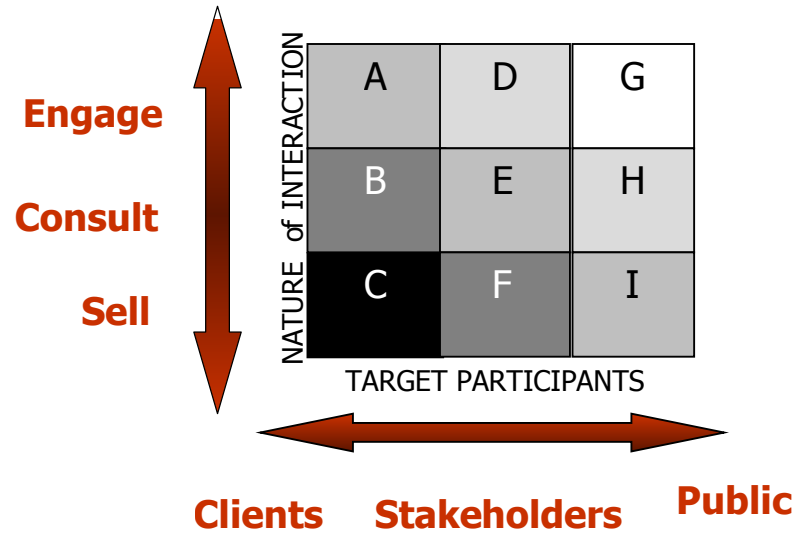 Engage
Consult
Sell
NATURE of INTERACTION
A D G
B E H
C F I
TARGET PARTICIPANTS
Clients Stakeholders Public